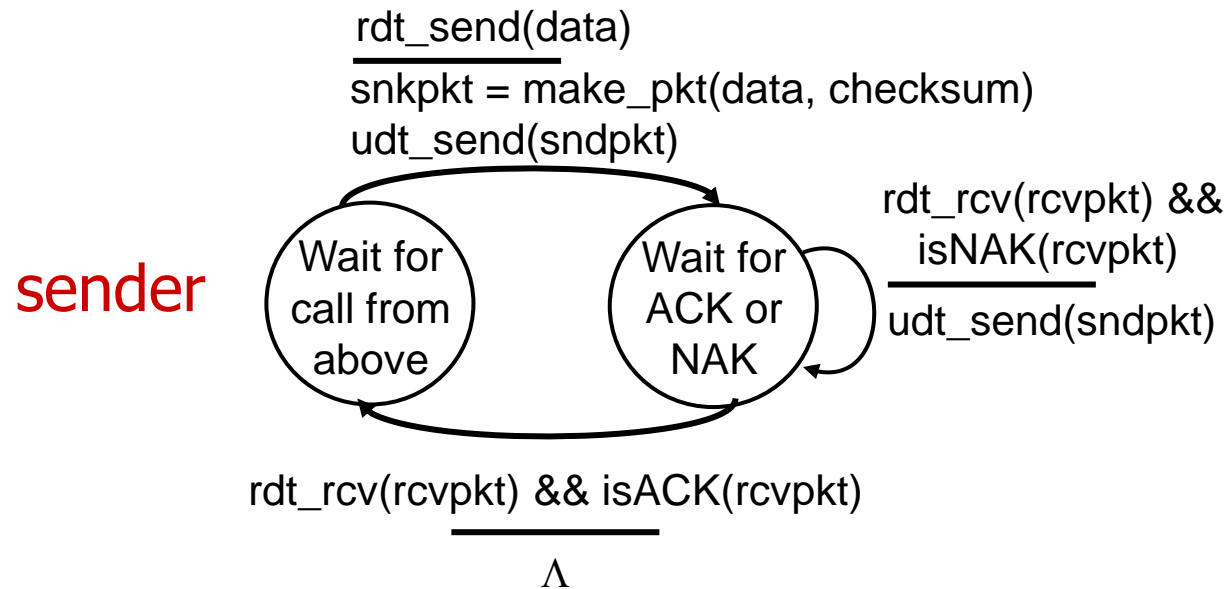 rdt_send(data)
snkpkt = make_pkt(data, checksum)
udt_send(sndpkt)
sender
Wait for
call from
above
Wait for
ACK or
NAK
rdt_rcv(rcvpkt) &&
isNAK(rcvpkt)
udt_send(sndpkt)
rdt_rcv(rcvpkt) && isACK(rcvpkt)
Λ